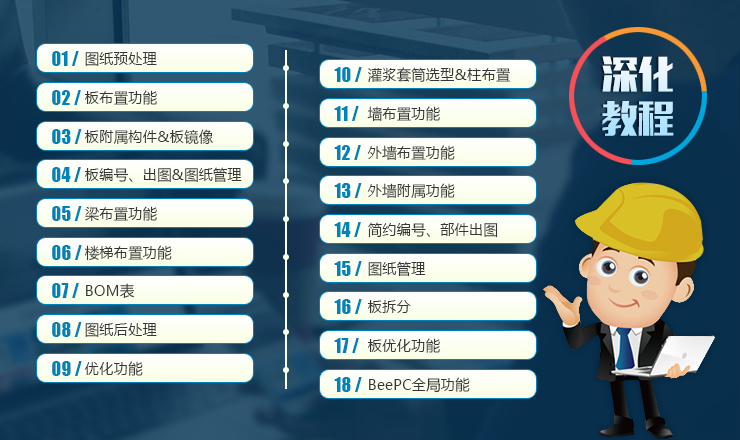 01 / 图纸预处理
02 / 板布置功能
03 / 板附属构件&板镜像
04 / 板编号、出图&图纸管理
05 / 梁布置功能
06 / 楼梯布置功能
07 / BOM表
08 / 图纸后处理
09 / 优化功能
10 / 灌浆套筒选型&柱布置
11 / 墙布置功能
12 / 外墙布置功能
13 / 外墙附属功能
14 / 简约编号、部件出图
15 / 图纸管理
16 / 板拆分
17 / 板优化功能
18 / BeePC全局功能
深化
教程